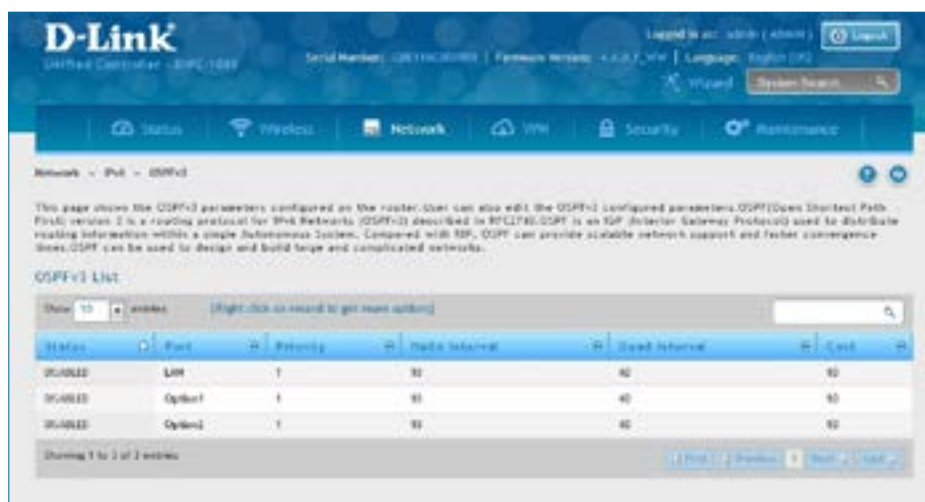 D-Link
Logged in as: admin ( ADMIN ) Logout
Unified Controller - DWC-1000
Serial Number: | Firmware Version: | Language: English [US]
Wizard System Search
Status Wireless Network VPN Security Maintenance
Network » IPv6 » OSPFv3
This page shows the OSPFv3 parameters configured on the router. User can also edit the OSPFv3 configured parameters. OSPF(Open Shortest Path
First) version 3 is a routing protocol for IPv6 Networks (OSPFv3) described in RFC2740. OSPF is an IGP (Interior Gateway Protocol) used to distribute
routing information within a single Autonomous System. Compared with RIP, OSPF can provide scalable network support and faster convergence
times. OSPF can be used to design and build large and complicated networks.
OSPFv3 List
Show 10 entries [Right click on record to get more options]
Status Port Priority Hello Interval Dead Interval Cost
DISABLED LAN 1 10 40 10
DISABLED Option1 1 10 40 10
DISABLED Option2 1 10 40 10
Showing 1 to 3 of 3 entries First Previous 1 Next Last